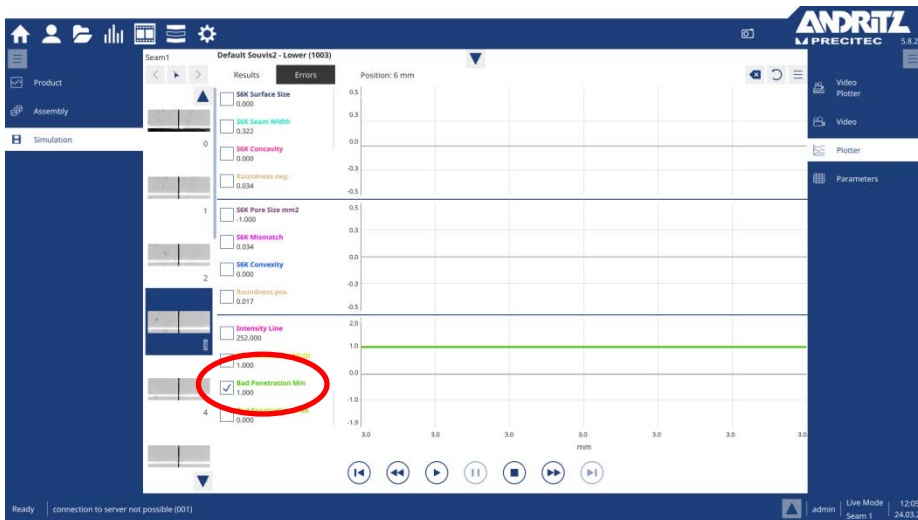 ANDRITZ
PRECITEC 5.8.2
Seam1
Default Souvis2 - Lower (1003)
Results
Errors
Position: 6 mm
Product
Assembly
Simulation
0
1
2
4
S6K Surface Size
0.000
S6K Seam Width
0.322
S6K Concavity
0.000
Roundness neg.
0.034
S6K Pore Size mm2
-1.000
S6K Mismatch
0.034
S6K Convexity
0.000
Roundness pos.
0.017
Intensity Line
252.000
1.000
Bad Penetration Min
1.000
0.000
0.5
0.3
0.0
-0.3
-0.5
0.5
0.3
0.0
-0.3
-0.5
2.0
1.0
0.0
-1.0
-1.9
3.0 3.0 3.0 3.0 3.0 3.0 3.0
mm
Video
Plotter
Video
Plotter
Parameters
Ready
connection to server not possible (001)
admin
Live Mode
Seam 1
12:05
24.03.2